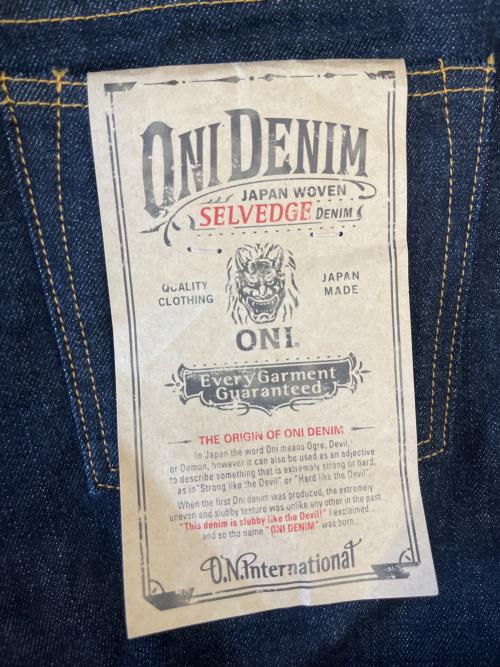 ONI DENIM
JAPAN WOVEN
SELVEDGE DENIM
QUALITY
CLOTHING
JAPAN
MADE
ONI.
Every Garment
Guaranteed
THE ORIGIN OF ONI DENIM
In Japan the word Oni means Ogre, Devil,
or Demon, however it can also be used as an adjective
to describe something that is extremely strong or hard,
as in "Strong like the Devil" or "Hard like the Devil".
When the first Oni denim was produced, the extremely
uneven and slubby texture was unlike any other in the past.
"This denim is slubby like the Devil!" I exclaimed...
and so the name "ONI DENIM" was born.
O.N.International